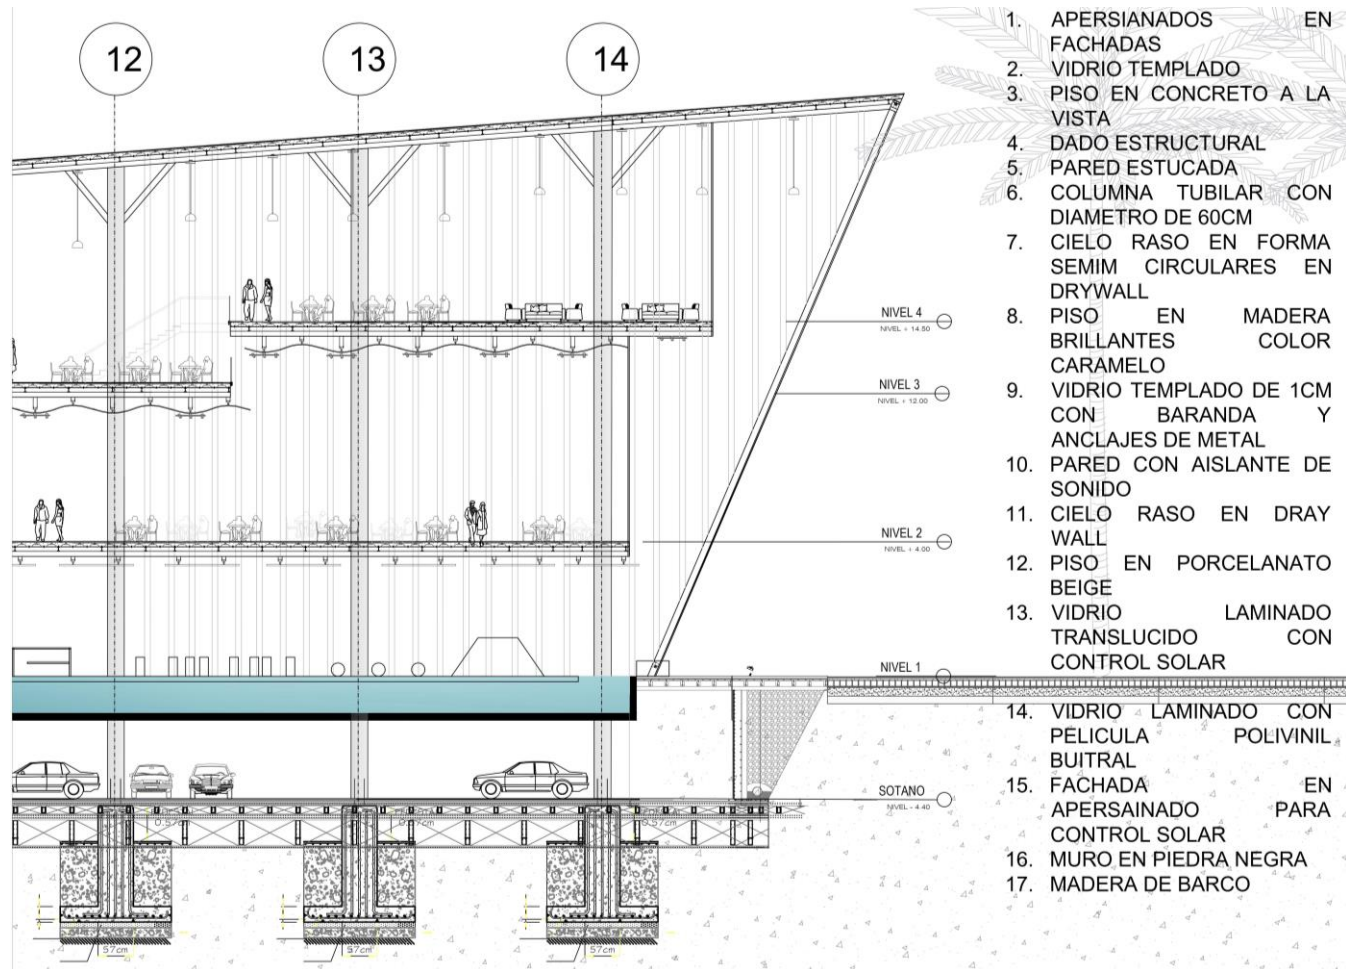 12 13 14
1. APERSIANADOS EN
FACHADAS
2. VIDRIO TEMPLADO
3. PISO EN CONCRETO A LA
VISTA
4. DADO ESTRUCTURAL
5. PARED ESTUCADA
6. COLUMNA TUBILAR CON
DIAMETRO DE 60CM
7. CIELO RASO EN FORMA
SEMIM CIRCULARES EN
DRYWALL
8. PISO EN MADERA
BRILLANTES COLOR
CARAMELO
9. VIDRIO TEMPLADO DE 1CM
CON BARANDA Y
ANCLAJES DE METAL
10. PARED CON AISLANTE DE
SONIDO
11. CIELO RASO EN DRAY
WALL
12. PISO EN PORCELANATO
BEIGE
13. VIDRIO LAMINADO
TRANSLUCIDO CON
CONTROL SOLAR
14. VIDRIO LAMINADO CON
PELICULA POLIVINIL
BUITRAL
15. FACHADA EN
APERSAINADO PARA
CONTROL SOLAR
16. MURO EN PIEDRA NEGRA
17. MADERA DE BARCO
NIVEL 4
NIVEL + 14.50
NIVEL 3
NIVEL + 12.00
NIVEL 2
NIVEL + 4.00
NIVEL 1
SOTANO
NIVEL - 4.40
0.57cm 0.57cm
57cm 57cm 57cm